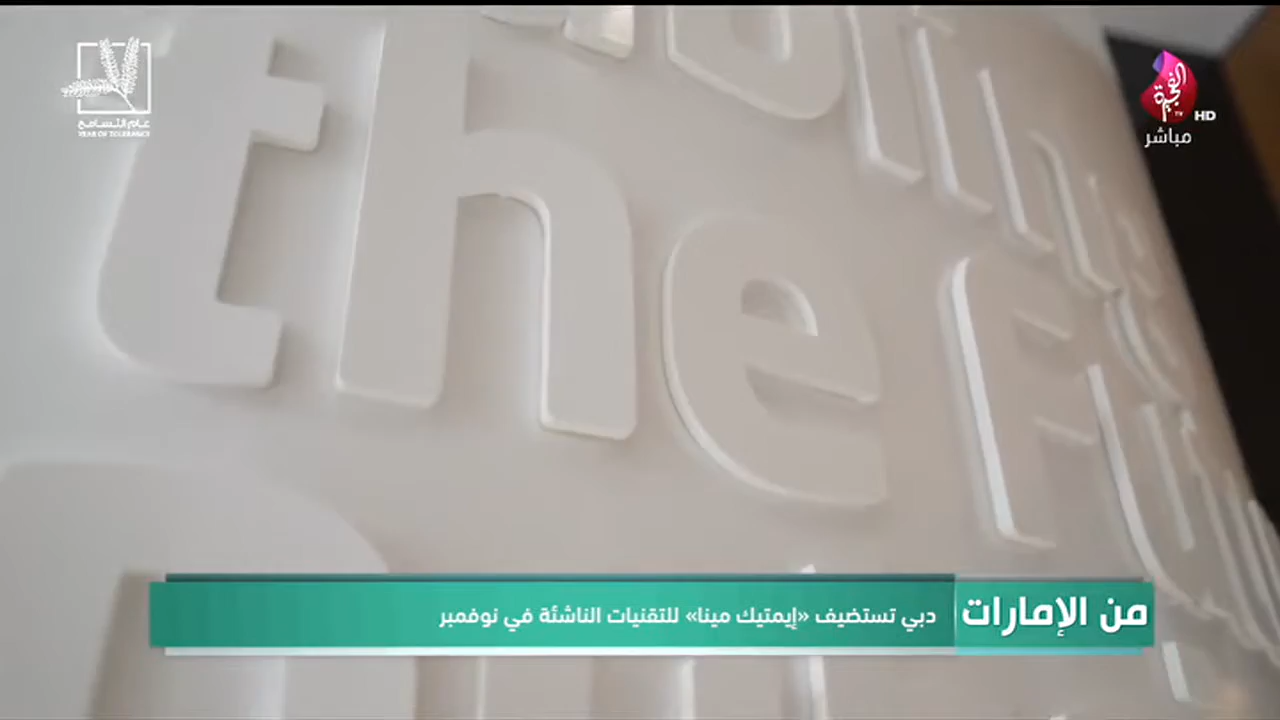 عام التسامح
YEAR OF TOLERANCE
الفجيرة
TV
HD
مباشر
the
من الإمارات
دبي تستضيف «إيمتيك مينا» للتقنيات الناشئة في نوفمبر